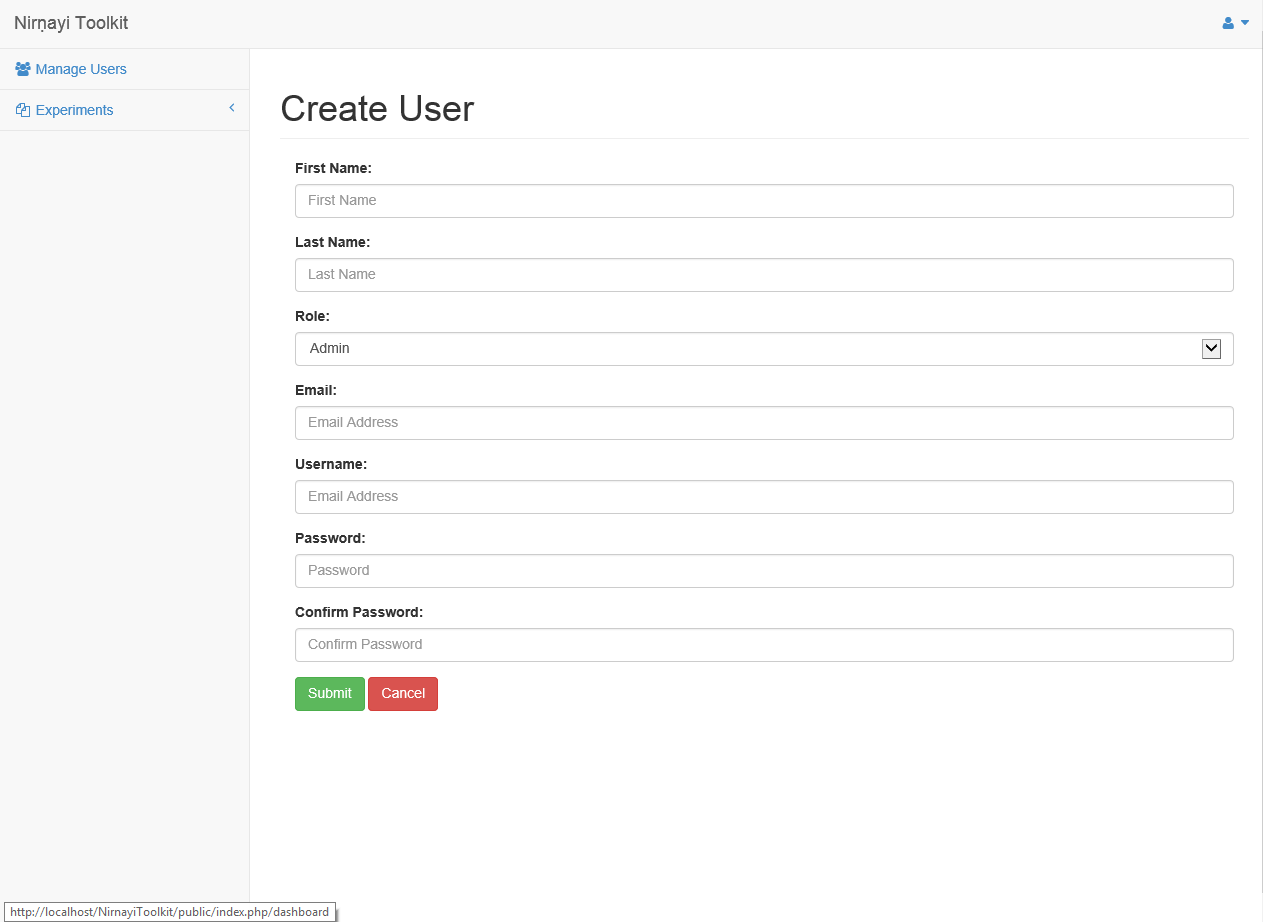 Nirṇayi Toolkit
Manage Users
Experiments
Create User
First Name:
First Name
Last Name:
Last Name
Role:
Admin
Email:
Email Address
Username:
Email Address
Password:
Password
Confirm Password:
Confirm Password
Submit Cancel
http://localhost/NirnayiToolkit/public/index.php/dashboard